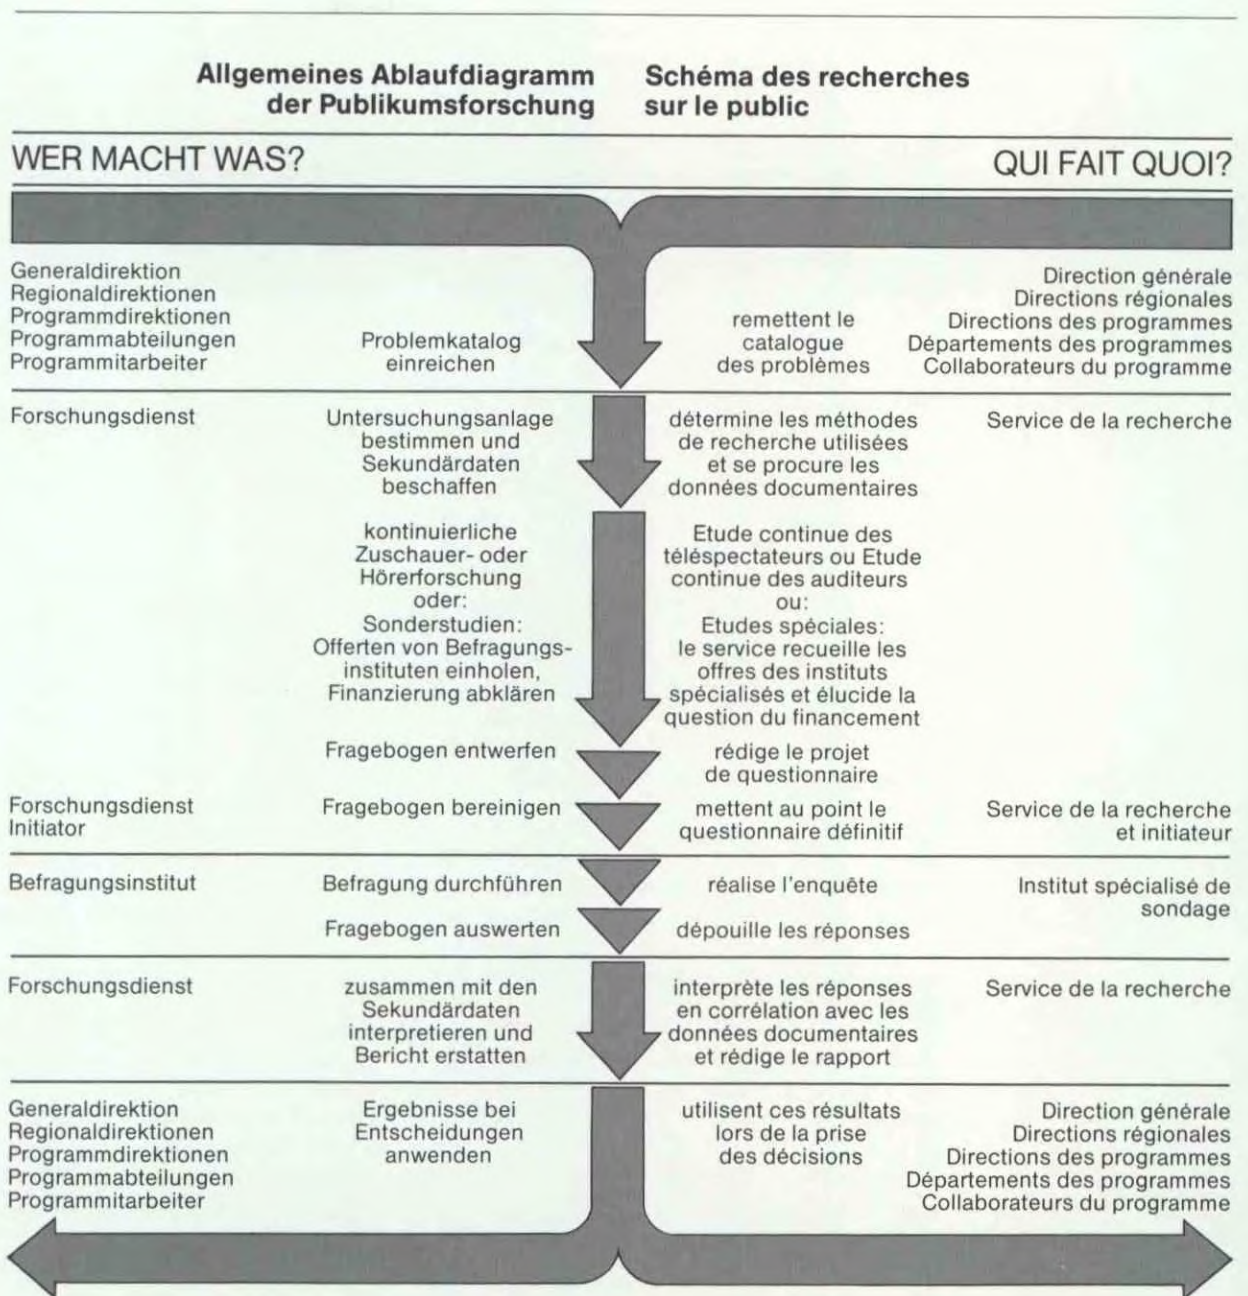 Allgemeines Ablaufdiagramm
der Publikumsforschung
Schéma des recherches
sur le public
WER MACHT WAS?
QUI FAIT QUOI?
Generaldirektion
Regionaldirektionen
Programmdirektionen
Programmabteilungen
Programmitarbeiter
Problemkatalog
einreichen
remettent le
catalogue
des problèmes
Direction générale
Directions régionales
Directions des programmes
Départements des programmes
Collaborateurs du programme
Forschungsdienst
Untersuchungsanlage
bestimmen und
Sekundärdaten
beschaffen
détermine les méthodes
de recherche utilisées
et se procure les
données documentaires
Service de la recherche
kontinuierliche
Zuschauer- oder
Hörerforschung
oder:
Sonderstudien:
Offerten von Befragungs-
instituten einholen,
Finanzierung abklären
Etude continue des
téléspectateurs ou Etude
continue des auditeurs
ou:
Etudes spéciales:
le service recueille les
offres des instituts
spécialisés et élucide la
question du financement
Fragebogen entwerfen
rédige le projet
de questionnaire
Forschungsdienst
Initiator
Fragebogen bereinigen
mettent au point le
questionnaire définitif
Service de la recherche
et initiateur
Befragungsinstitut
Befragung durchführen
réalise l'enquête
Institut spécialisé de
sondage
Fragebogen auswerten
dépouille les réponses
Forschungsdienst
zusammen mit den
Sekundärdaten
interpretieren und
Bericht erstatten
interprète les réponses
en corrélation avec les
données documentaires
et rédige le rapport
Service de la recherche
Generaldirektion
Regionaldirektionen
Programmdirektionen
Programmabteilungen
Programmitarbeiter
Ergebnisse bei
Entscheidungen
anwenden
utilisent ces résultats
lors de la prise
des décisions
Direction générale
Directions régionales
Directions des programmes
Départements des programmes
Collaborateurs du programme